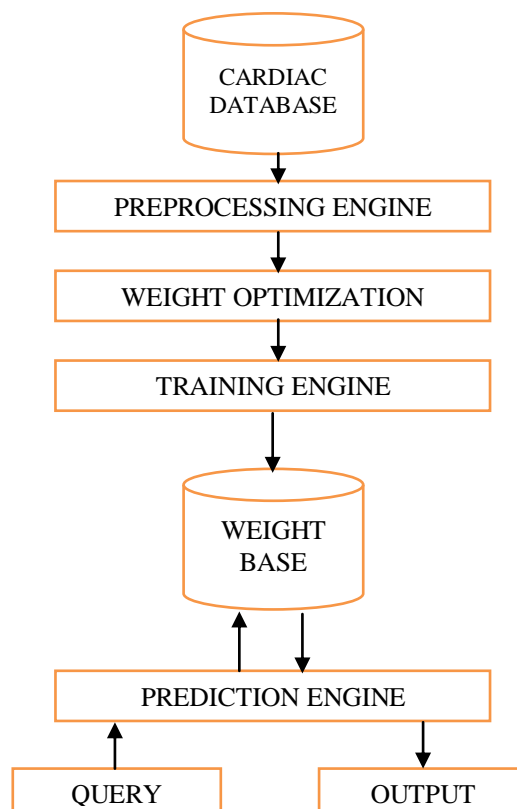 CARDIAC
DATABASE
PREPROCESSING ENGINE
WEIGHT OPTIMIZATION
TRAINING ENGINE
WEIGHT
BASE
PREDICTION ENGINE
QUERY
OUTPUT